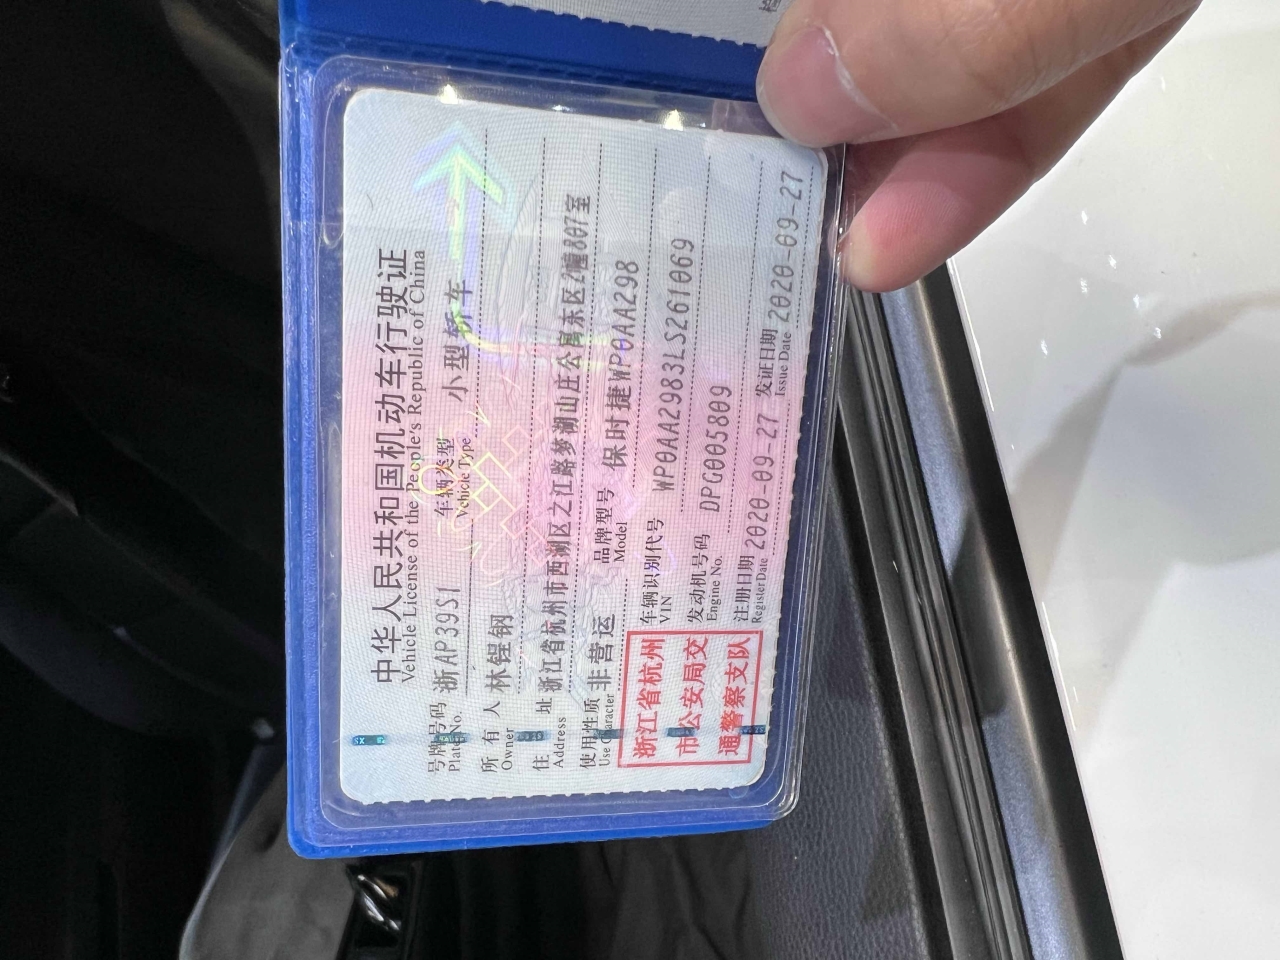 中华人民共和国机动车行驶证
Vehicle License of the People's Republic of China
号牌号码 浙AP39S1 车辆类型 小型轿车
Plate No. Vehicle Type
所有人 林锃钢
Owner
住址 浙江省杭州市西湖区之江路梦湖山庄公寓东区2幢807室
Address
使用性质 非营运 品牌型号 保时捷WP0AA298
Use Character Model
车辆识别代号 WP0AA2983LS261069
VIN
发动机号码 DPG005809
Engine No.
注册日期 2020-09-27 发证日期 2020-09-27
Register Date Issue Date
浙江省杭州
市公安局交
通警察支队